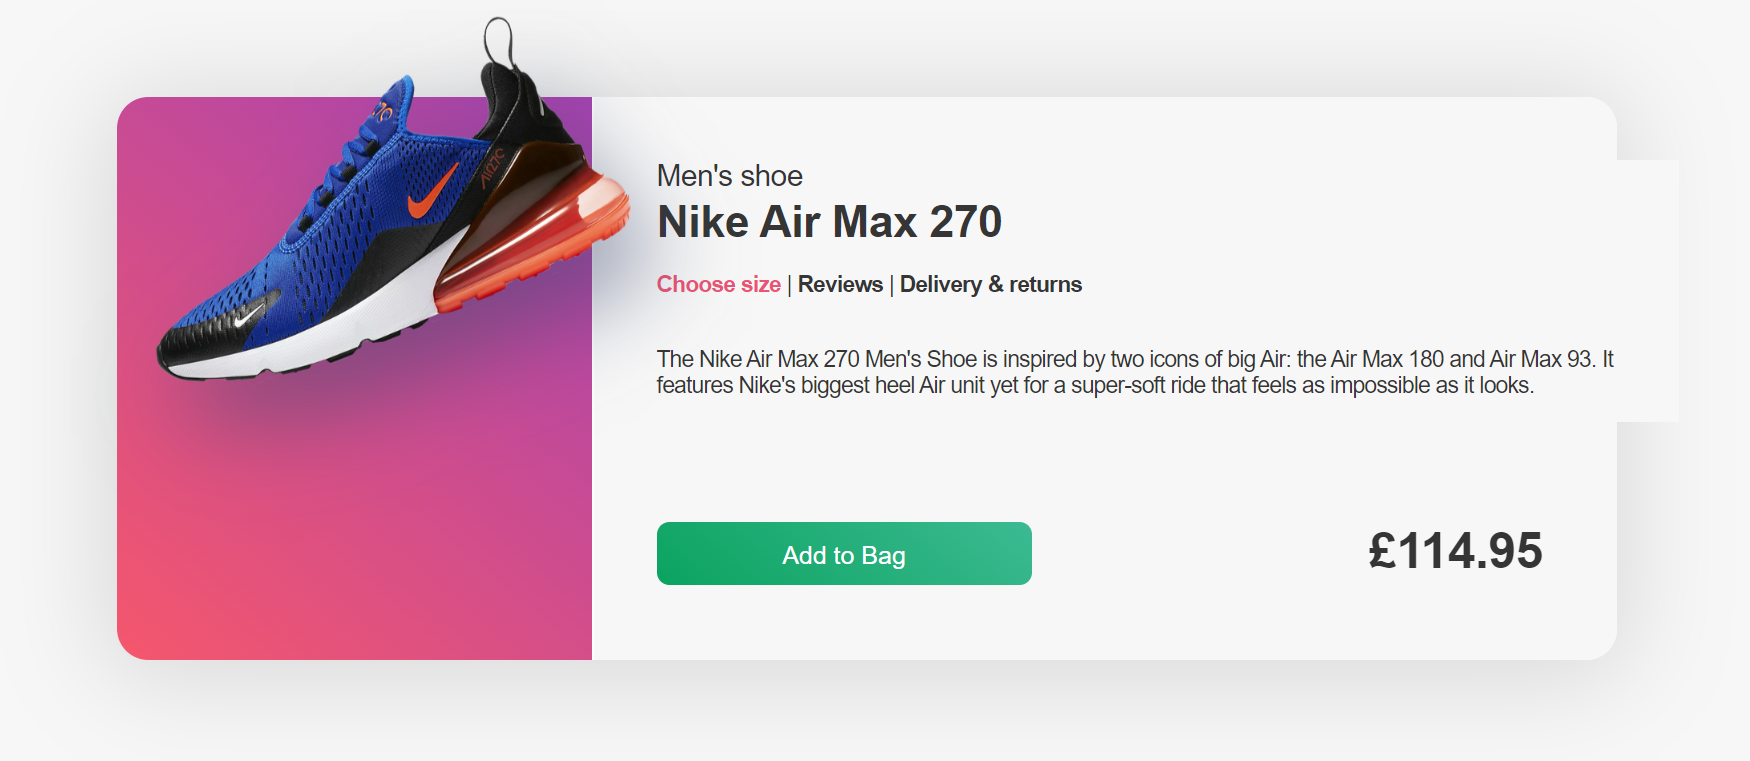 Men's shoe
Nike Air Max 270
Choose size | Reviews | Delivery & returns
The Nike Air Max 270 Men's Shoe is inspired by two icons of big Air: the Air Max 180 and Air Max 93. It
features Nike's biggest heel Air unit yet for a super-soft ride that feels as impossible as it looks.
Add to Bag
£114.95